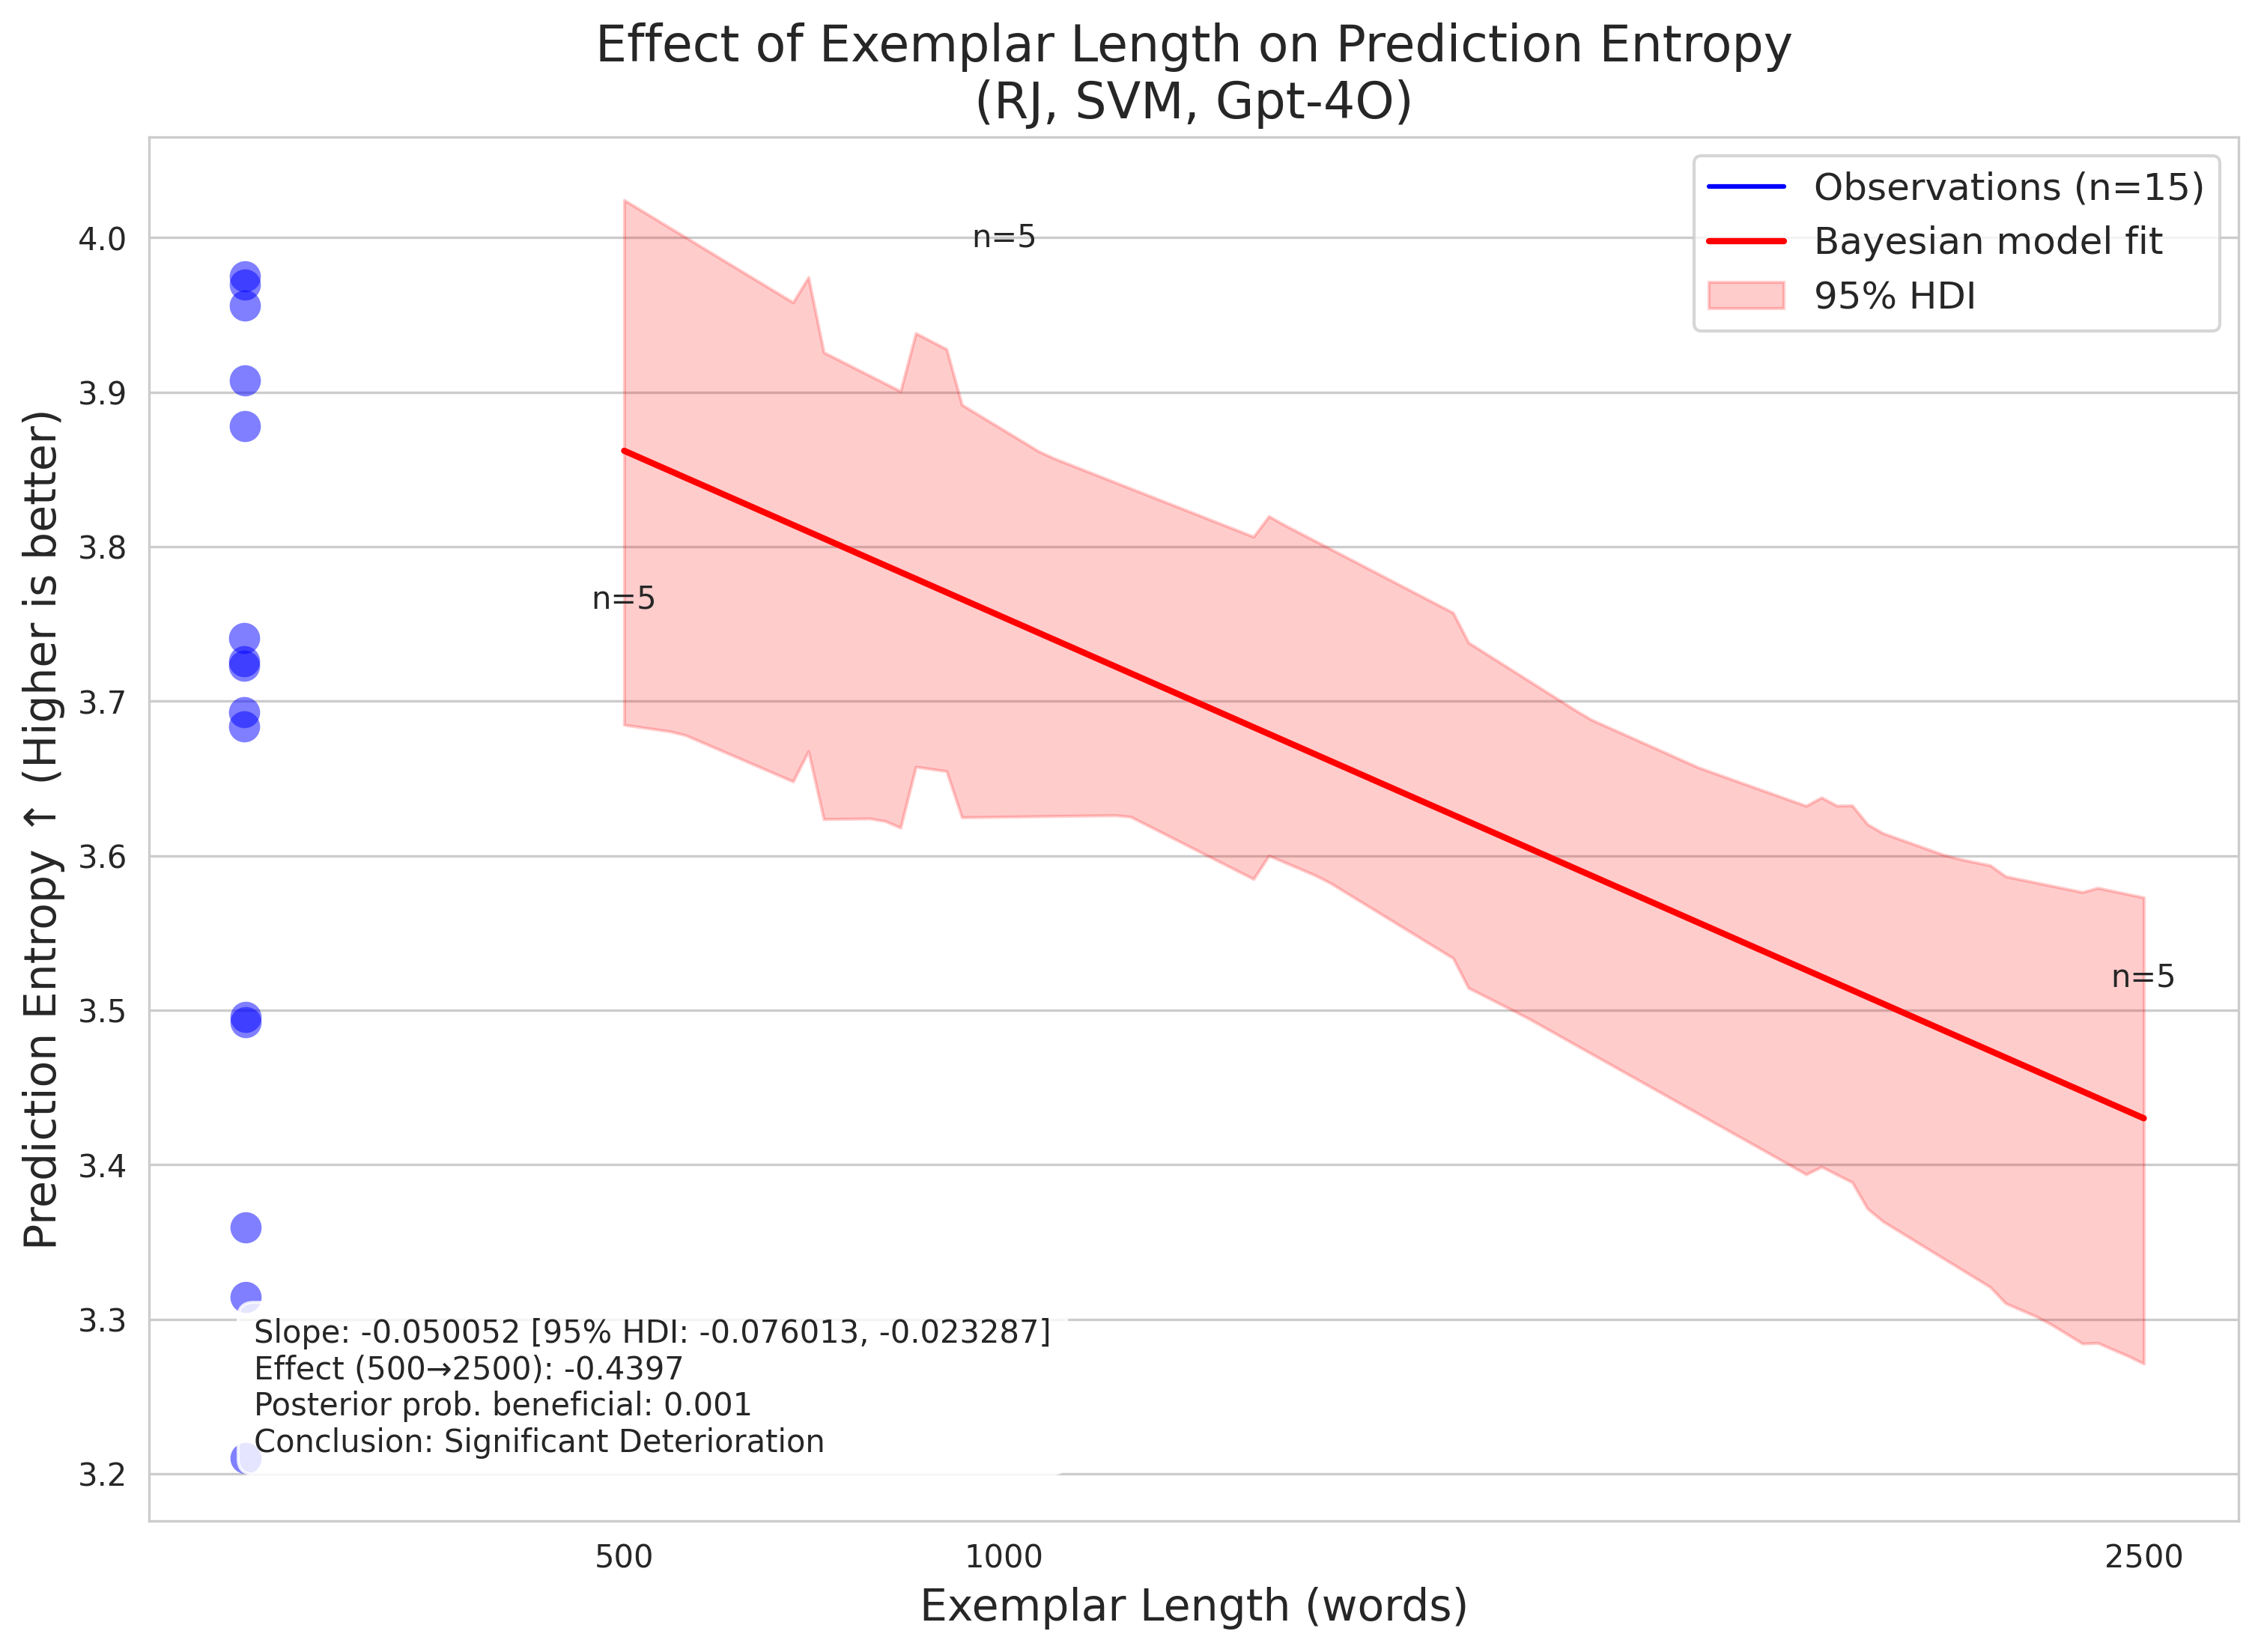 Effect of Exemplar Length on Prediction Entropy
(RJ, SVM, Gpt-4O)
Observations (n=15)
Bayesian model fit
95% HDI
Prediction Entropy ↑ (Higher is better)
4.0
3.9
3.8
3.7
3.6
3.5
3.4
3.3
3.2
n=5
n=5
n=5
Slope: -0.050052 [95% HDI: -0.076013, -0.023287]
Effect (500→2500): -0.4397
Posterior prob. beneficial: 0.001
Conclusion: Significant Deterioration
500
1000
2500
Exemplar Length (words)